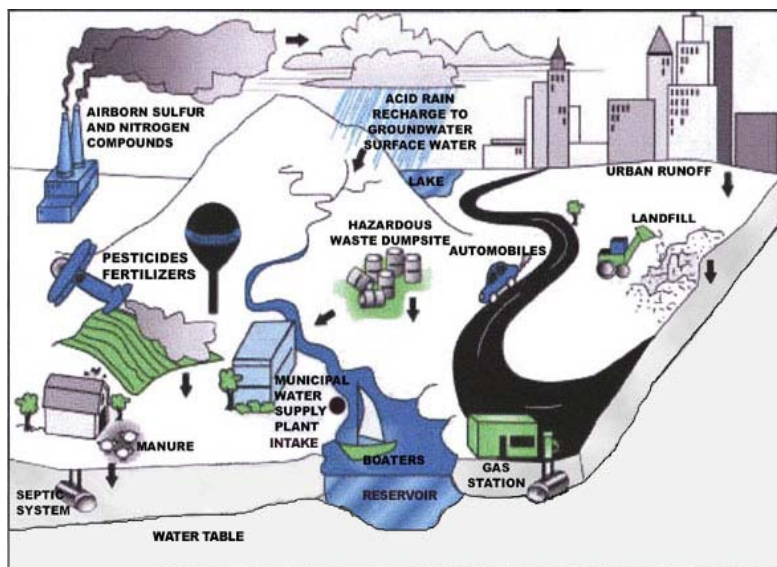 AIRBORN SULFUR
AND NITROGEN
COMPOUNDS
ACID RAIN
RECHARGE TO
GROUNDWATER
SURFACE WATER
URBAN RUNOFF
LAKE
LANDFILL
HAZARDOUS
WASTE DUMPSITE
AUTOMOBILES
PESTICIDES
FERTILIZERS
MUNICIPAL
WATER
SUPPLY
PLANT
INTAKE
MANURE
BOATERS
GAS
STATION
SEPTIC
SYSTEM
RESERVOIR
WATER TABLE